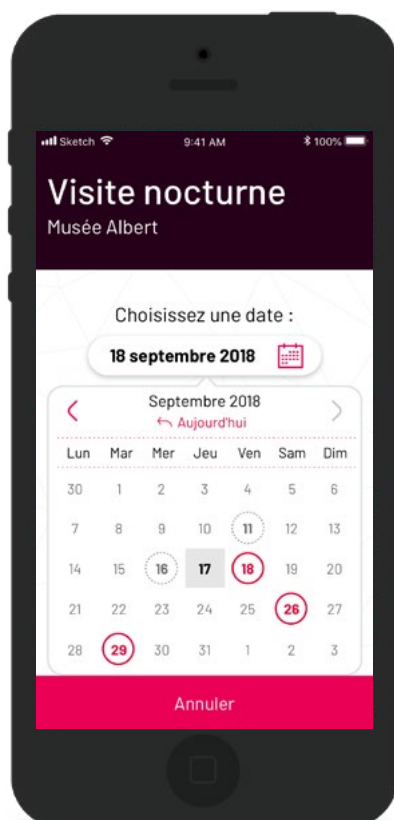 Sketch 9:41 AM 100%
Visite nocturne
Musée Albert
Choisissez une date :
18 septembre 2018
Septembre 2018
Aujourd'hui
Lun Mar Mer Jeu Ven Sam Dim
30 1 2 3 4 5 6
7 8 9 10 11 12 13
14 15 16 17 18 19 20
21 22 23 24 25 26 27
28 29 30 31 1 2 3
Annuler